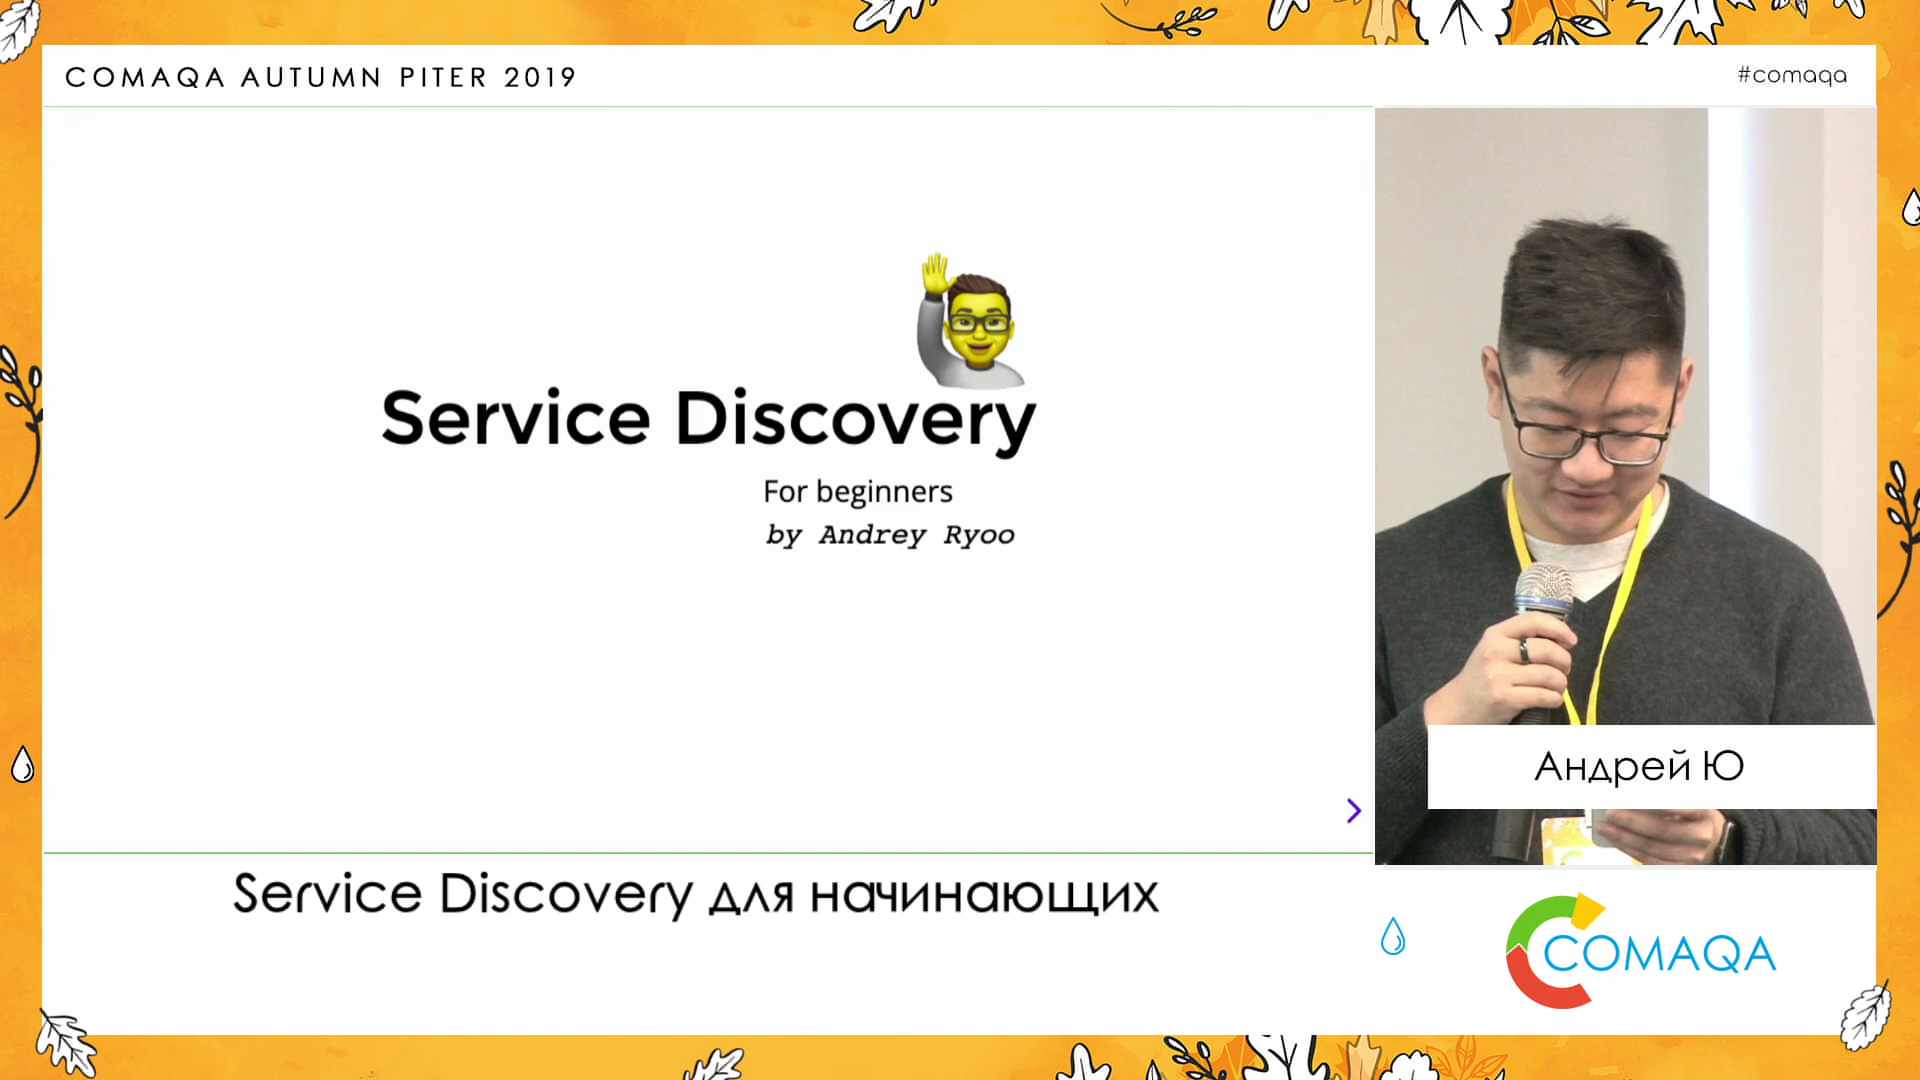 COMAQA AUTUMN PITER 2019
#comaqa
Service Discovery
For beginners
by Andrey Ryoo
Андрей Ю
Service Discovery для начинающих
COMAQA